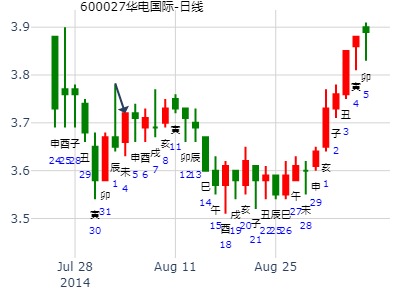 600027华电国际-日线
3.9
3.8
3.7
3.6
3.5
申 酉 子
24 25 28
丑
29
寅
30
卯
31
辰
1
未
4
申 酉
5 6
戌
7
亥
8
寅
11
卯 辰
12 13
巳
14
午
15
酉
18
戌
19
亥
20
子
21
丑 辰 巳
22 25 26
午
27
未
28
申
29
亥
1
子
2
丑
3
寅
4
卯
5
Jul 28
2014
Aug 11
Aug 25